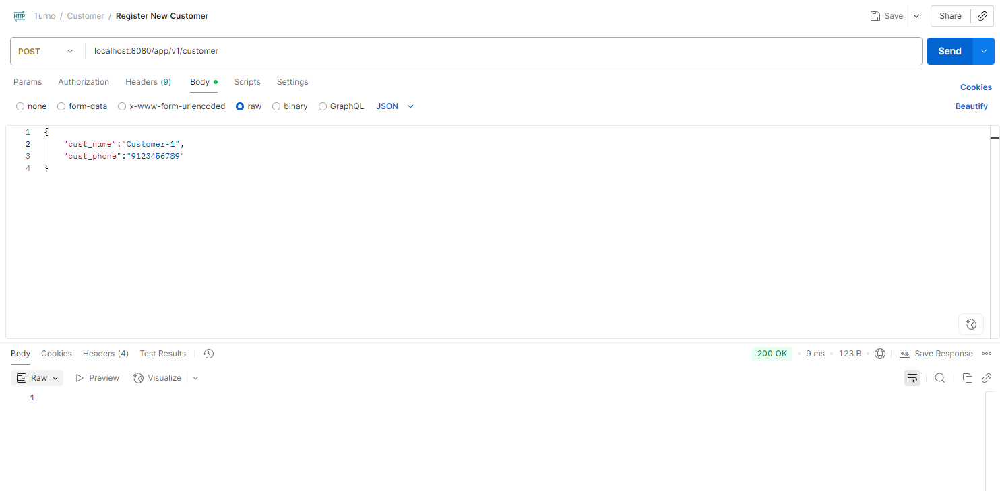 HTTP Turno / Customer / Register New Customer Save Share
POST localhost:8080/app/v1/customer Send
Params Authorization Headers (9) Body Scripts Settings Cookies
none form-data x-www-form-urlencoded raw binary GraphQL JSON Beautify
1 {
2 "cust_name":"Customer-1",
3 "cust_phone":"9123456789"
4 }
Body Cookies Headers (4) Test Results 200 OK • 9 ms • 123 B • e.g. Save Response
Raw Preview Visualize
1